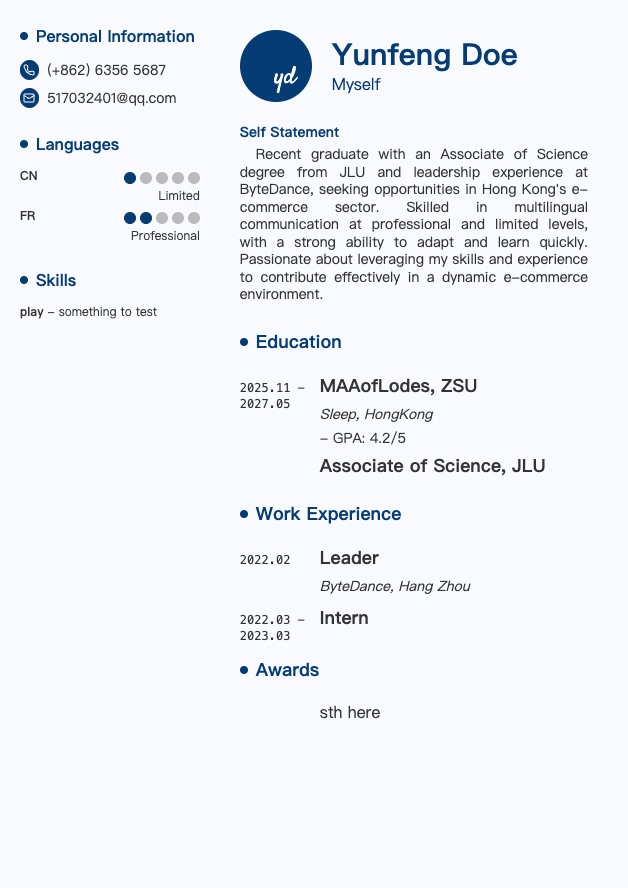 Personal Information
(+862) 6356 5687
517032401@qq.com
Languages
CN
Limited
FR
Professional
Skills
play – something to test
yd
Yunfeng Doe
Myself
Self Statement
Recent graduate with an Associate of Science
degree from JLU and leadership experience at
ByteDance, seeking opportunities in Hong Kong's e–
commerce sector. Skilled in multilingual
communication at professional and limited levels,
with a strong ability to adapt and learn quickly.
Passionate about leveraging my skills and experience
to contribute effectively in a dynamic e–commerce
environment.
Education
2025.11 –
2027.05
MAAofLodes, ZSU
Sleep, HongKong
– GPA: 4.2/5
Associate of Science, JLU
Work Experience
2022.02
Leader
ByteDance, Hang Zhou
2022.03 –
2023.03
Intern
Awards
sth here